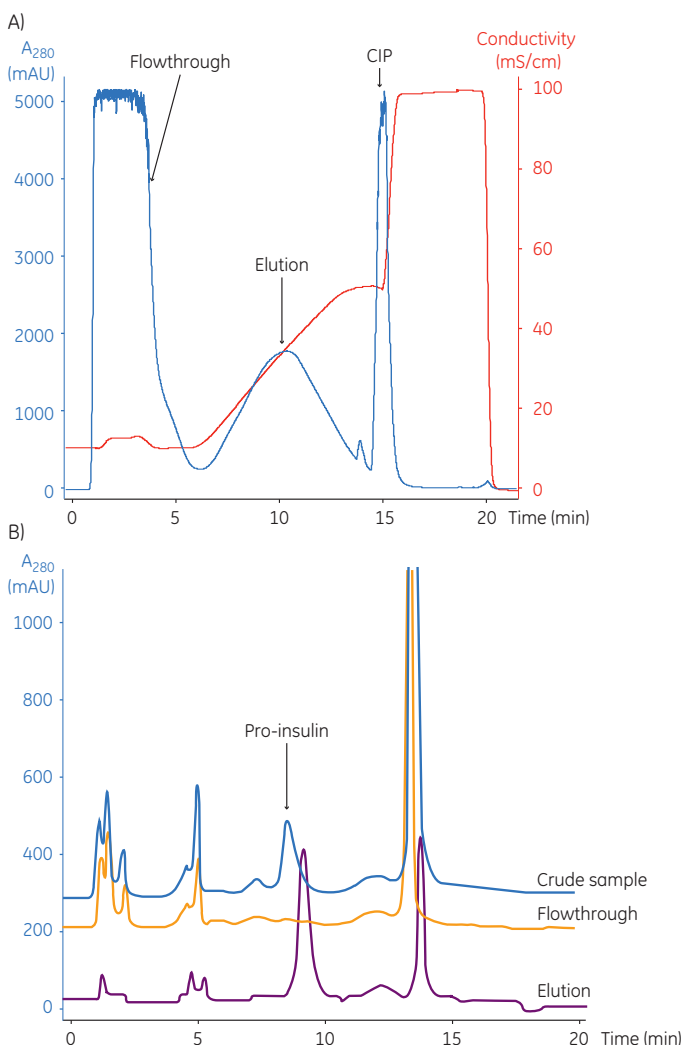 A)
A280
(mAU)
Flowthrough
CIP
Conductivity
(mS/cm)
5000
100
4000
80
3000
60
Elution
2000
40
1000
20
0
0
0
5
10
15
20
Time (min)
B)
A280
(mAU)
1000
800
Pro-insulin
600
400
Crude sample
200
Flowthrough
0
Elution
0
5
10
15
20
Time (min)